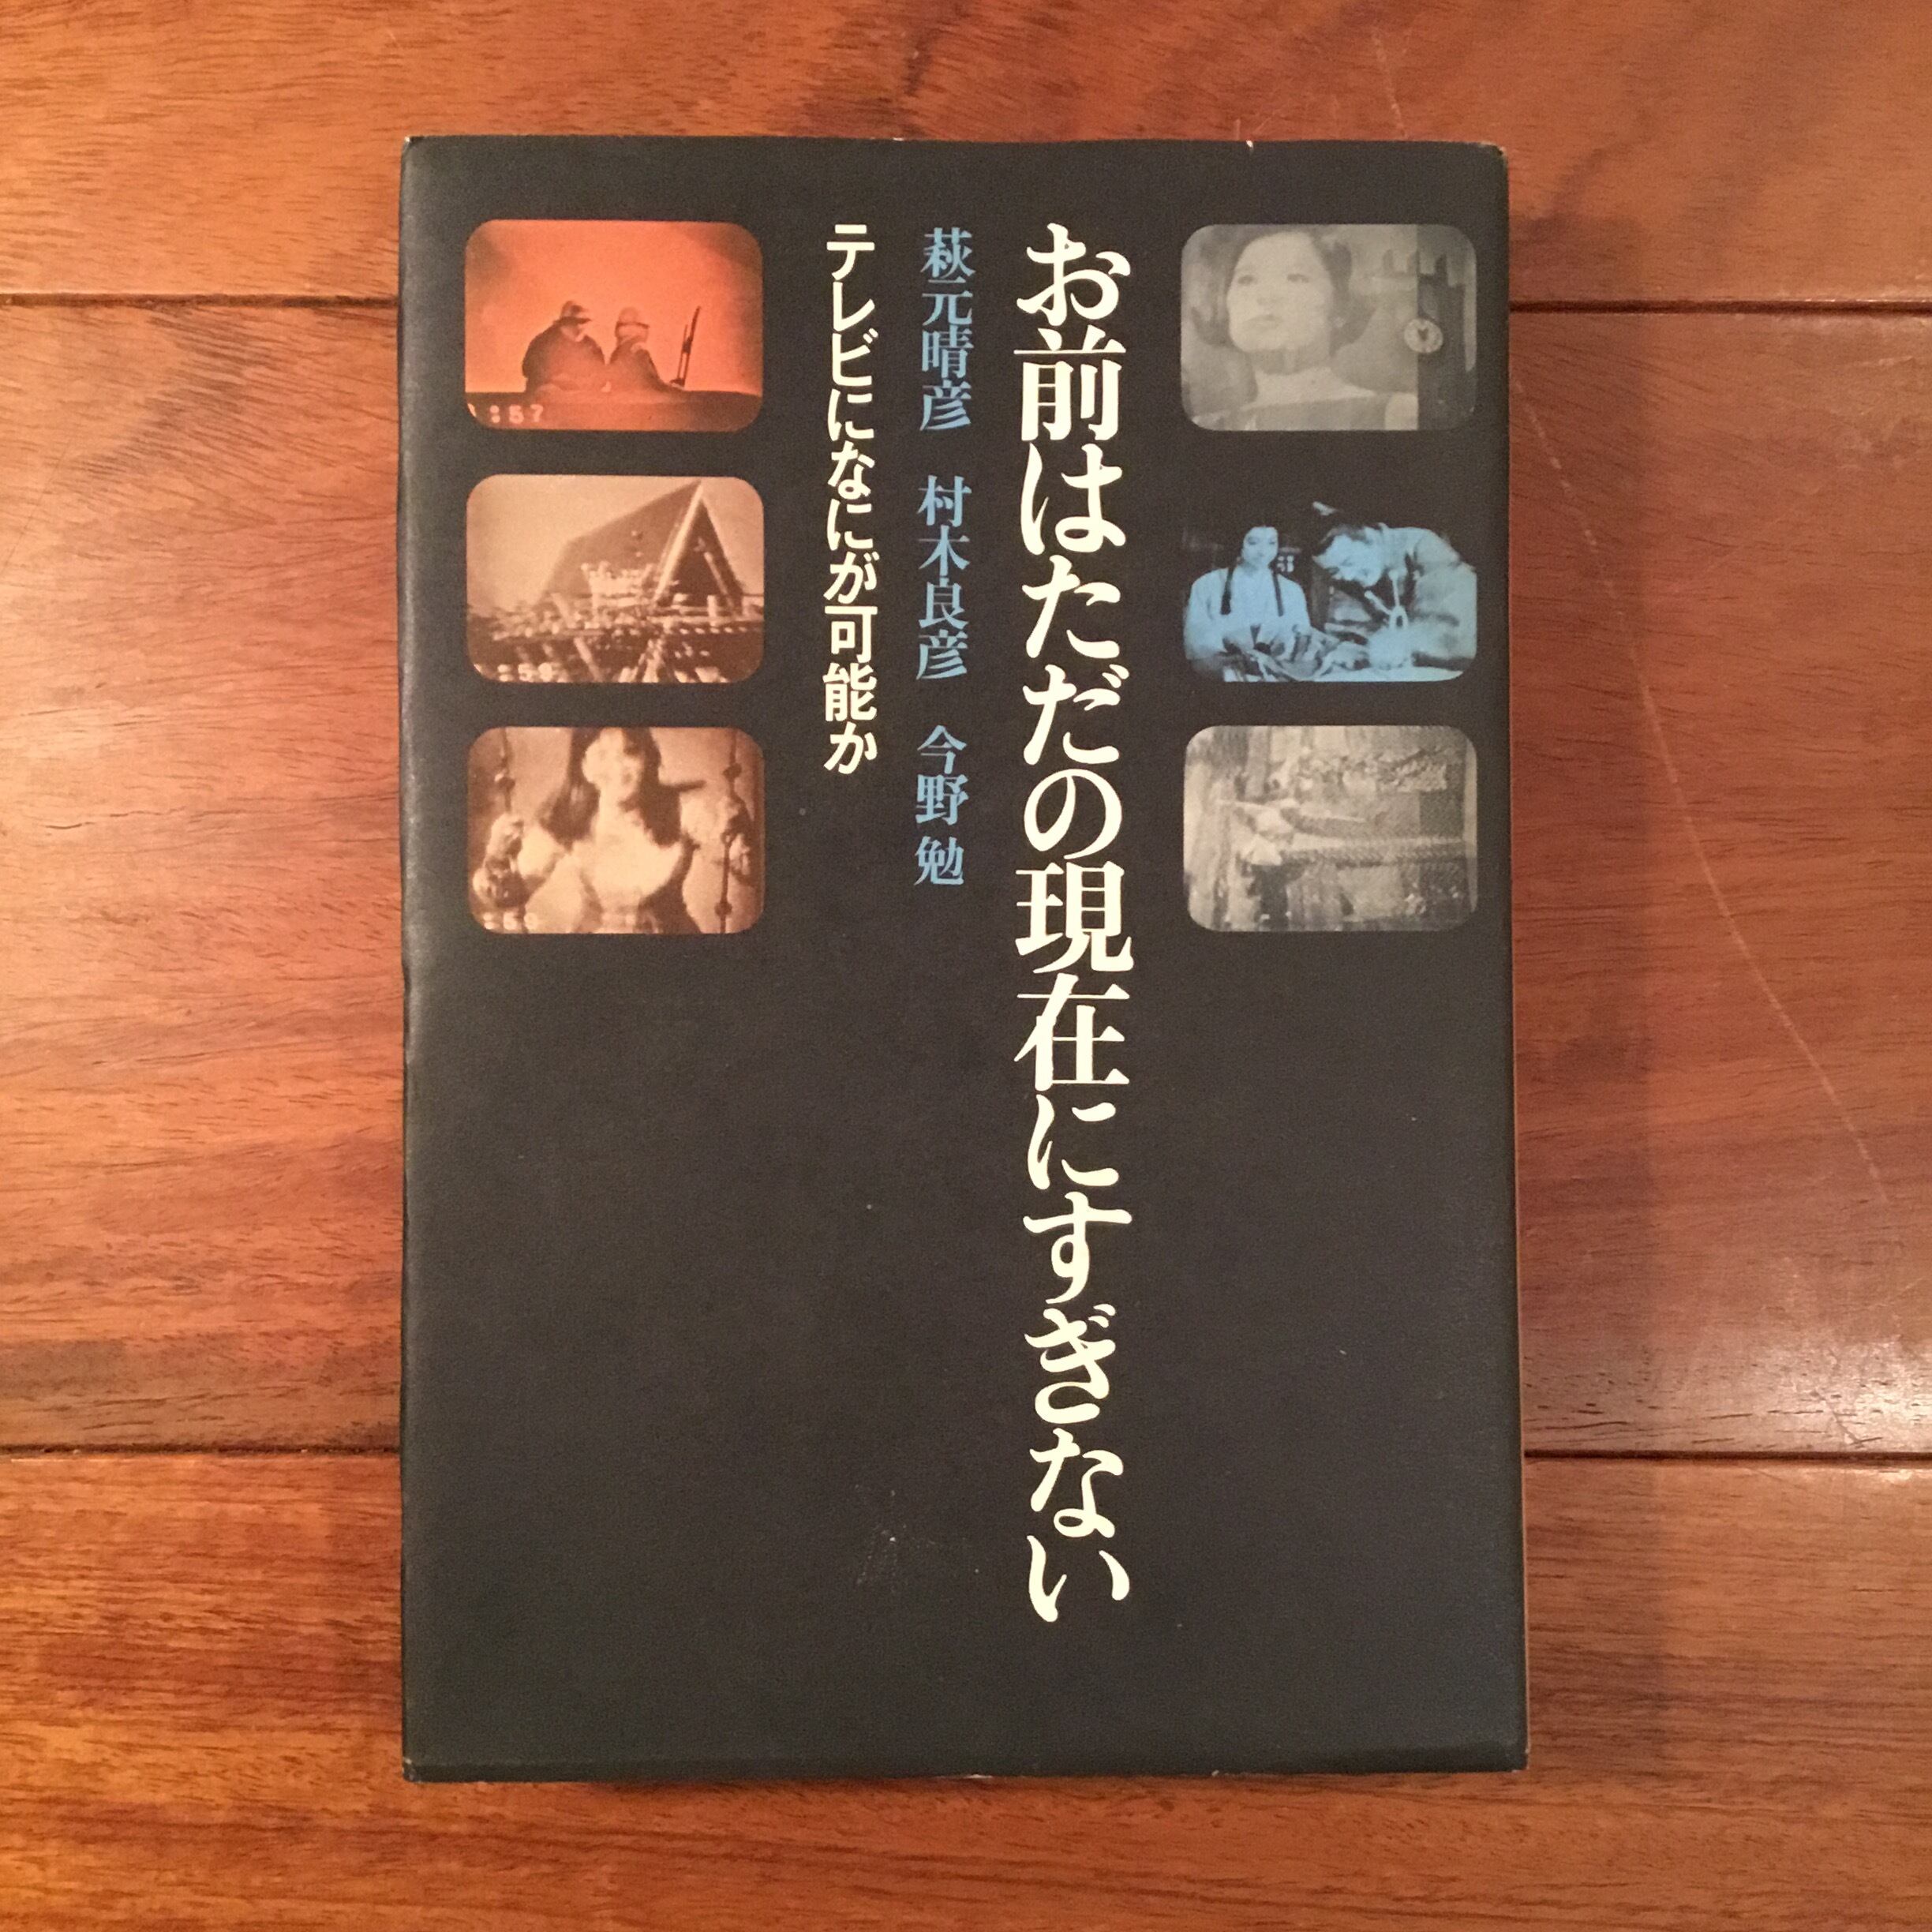 お前はただの現在にすぎない
萩元晴彦　村木良彦　今野勉
テレビになにが可能か
:57